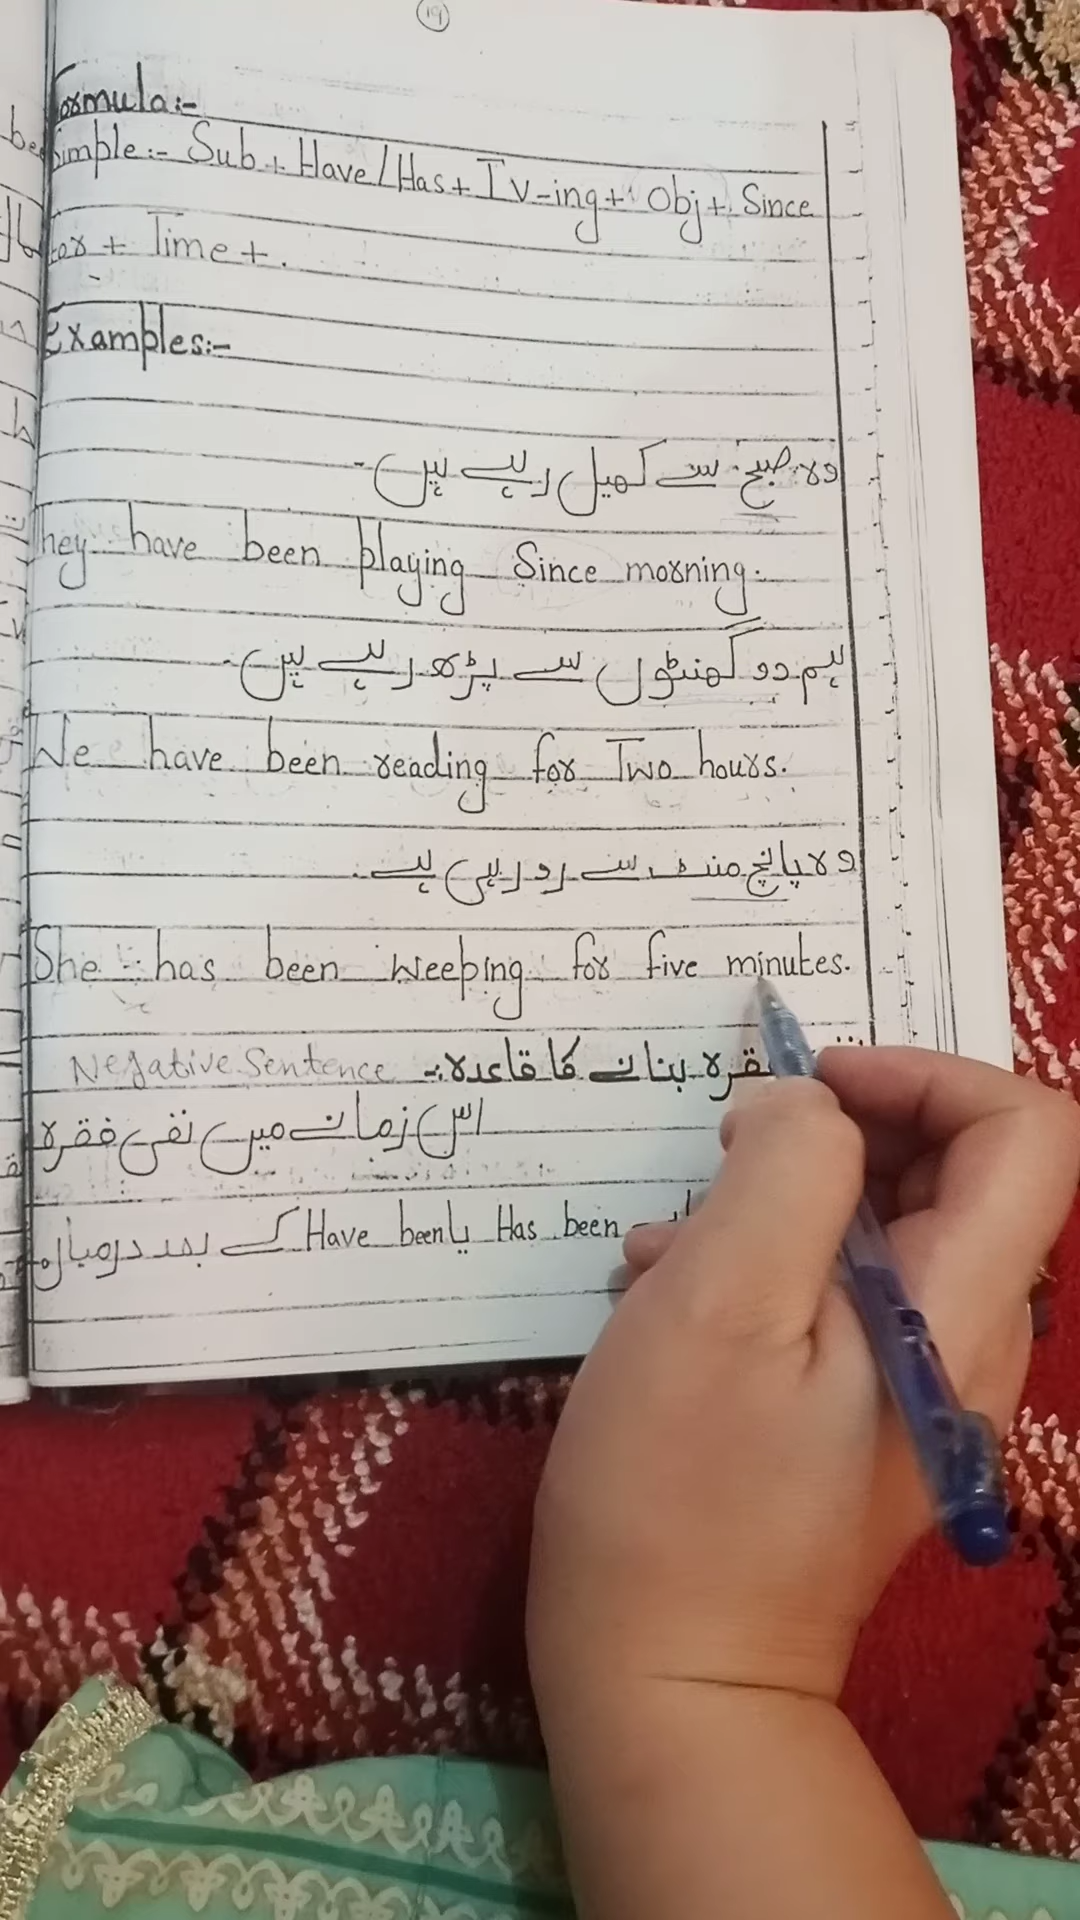 19
Formula:-
Simple:- Sub + Have/Has + Iv-ing + Obj + Since
for + Time + .
Examples:-
وہ صبح سے کھیل رہے ہیں۔
They have been playing Since morning.
ہم دو گھنٹوں سے پڑھ رہے ہیں۔
We have been reading for Two hours.
وہ پانچ منٹ سے رو رہی ہے۔
She has been weeping for five minutes.
فقرہ بنانے کا قاعدہ:- Negative Sentence
اس زمانے میں نفی فقرہ
Has been یا Have been کے بعد دوبارہ